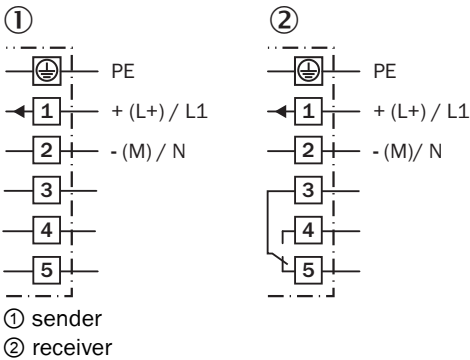 ① ②
PE PE
1 + (L+) / L1 1 + (L+) / L1
2 - (M) / N 2 - (M)/ N
3 3
4 4
5 5
① sender
② receiver